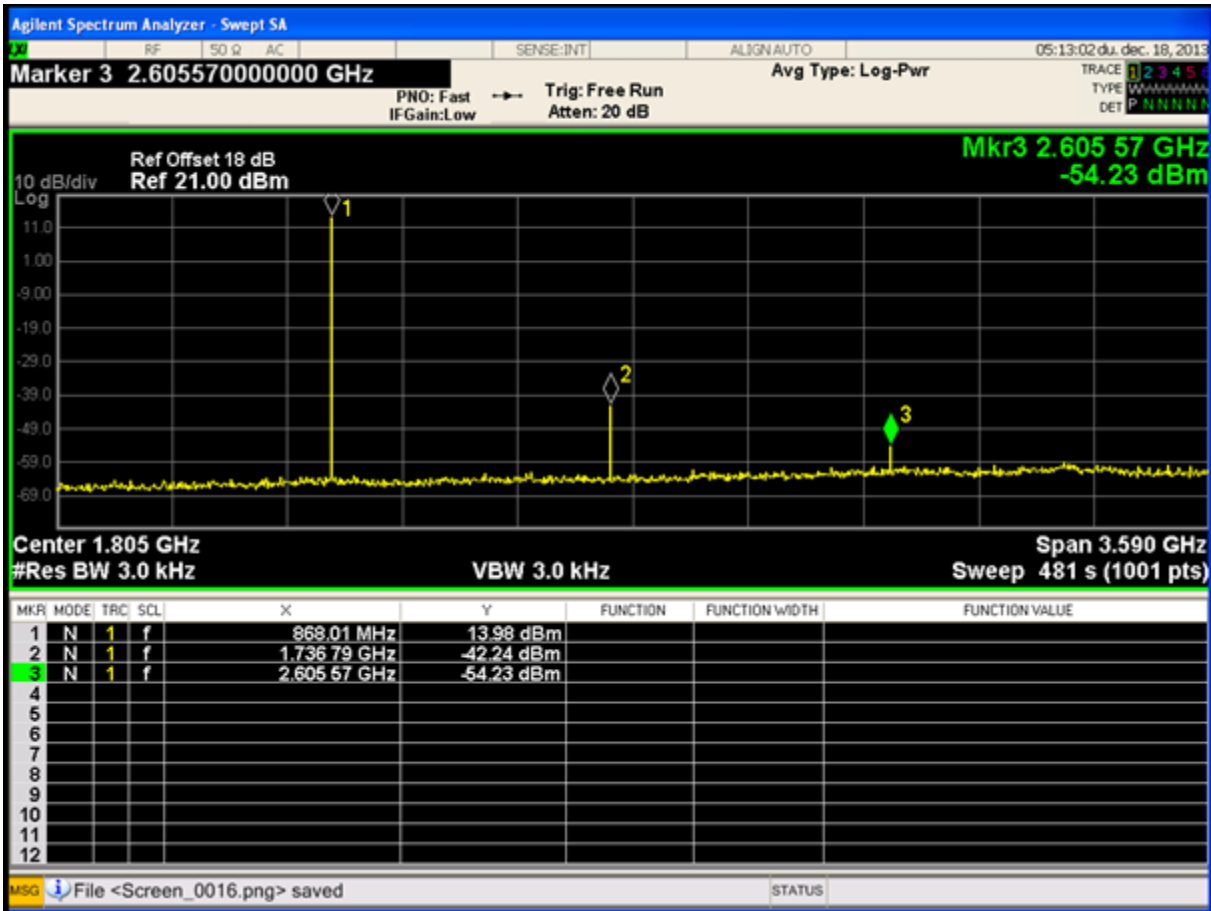 Agilent Spectrum Analyzer - Swept SA
RF 50 Ω AC SENSE:INT ALIGN AUTO 05:13:02 du. dec. 18, 2013
Marker 3 2.605570000000 GHz
PNO: Fast
IFGain:Low
Trig: Free Run
Atten: 20 dB
Avg Type: Log-Pwr
TRACE 1 2 3 4 5 6
TYPE
DET P N N N N N
Mkr3 2.605 57 GHz
-54.23 dBm
Ref Offset 18 dB
10 dB/div Ref 21.00 dBm
Log
11.0
1.00
-9.00
-19.0
-29.0
-39.0
-49.0
-59.0
-69.0
1
2
3
Center 1.805 GHz Span 3.590 GHz
#Res BW 3.0 kHz VBW 3.0 kHz Sweep 481 s (1001 pts)
MKR MODE TRC SCL X Y FUNCTION FUNCTION WIDTH FUNCTION VALUE
1 N 1 f 868.01 MHz 13.98 dBm
2 N 1 f 1.736 79 GHz -42.24 dBm
3 N 1 f 2.605 57 GHz -54.23 dBm
4
5
6
7
8
9
10
11
12
MSG File <Screen_0016.png> saved STATUS